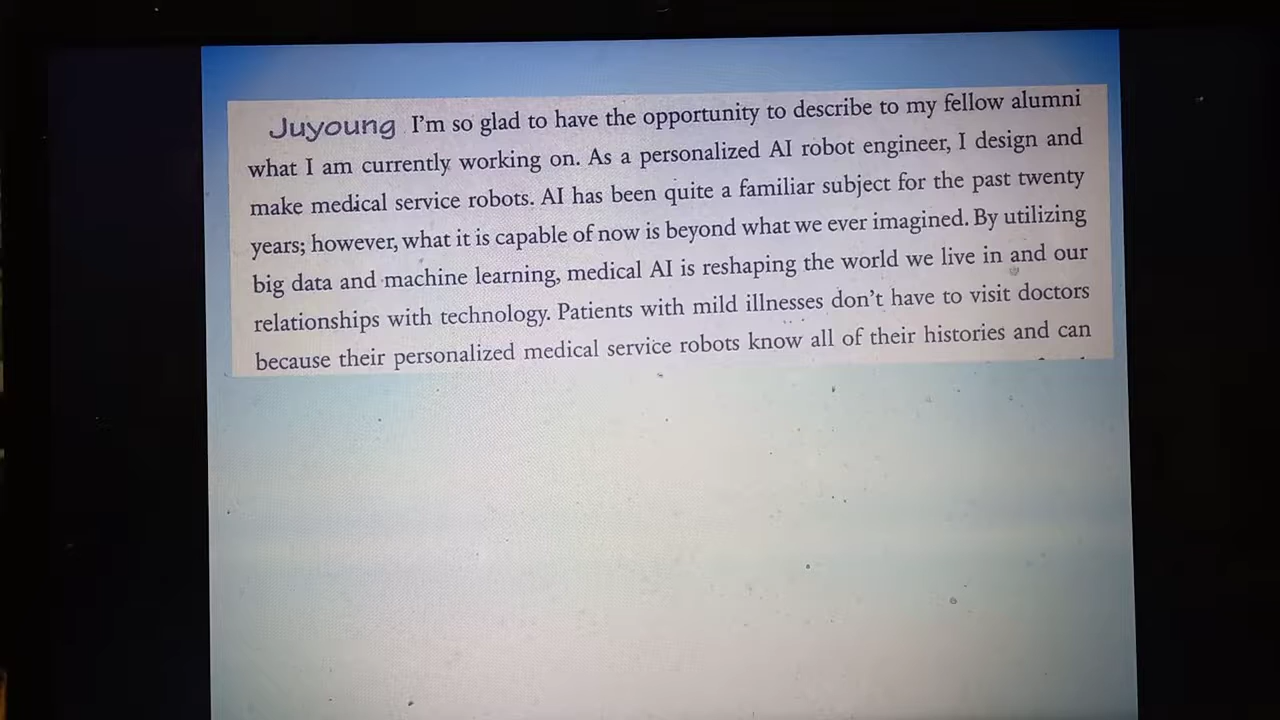 Juyoung I'm so glad to have the opportunity to describe to my fellow alumni
what I am currently working on. As a personalized AI robot engineer, I design and
make medical service robots. AI has been quite a familiar subject for the past twenty
years; however, what it is capable of now is beyond what we ever imagined. By utilizing
big data and machine learning, medical AI is reshaping the world we live in and our
relationships with technology. Patients with mild illnesses don't have to visit doctors
because their personalized medical service robots know all of their histories and can